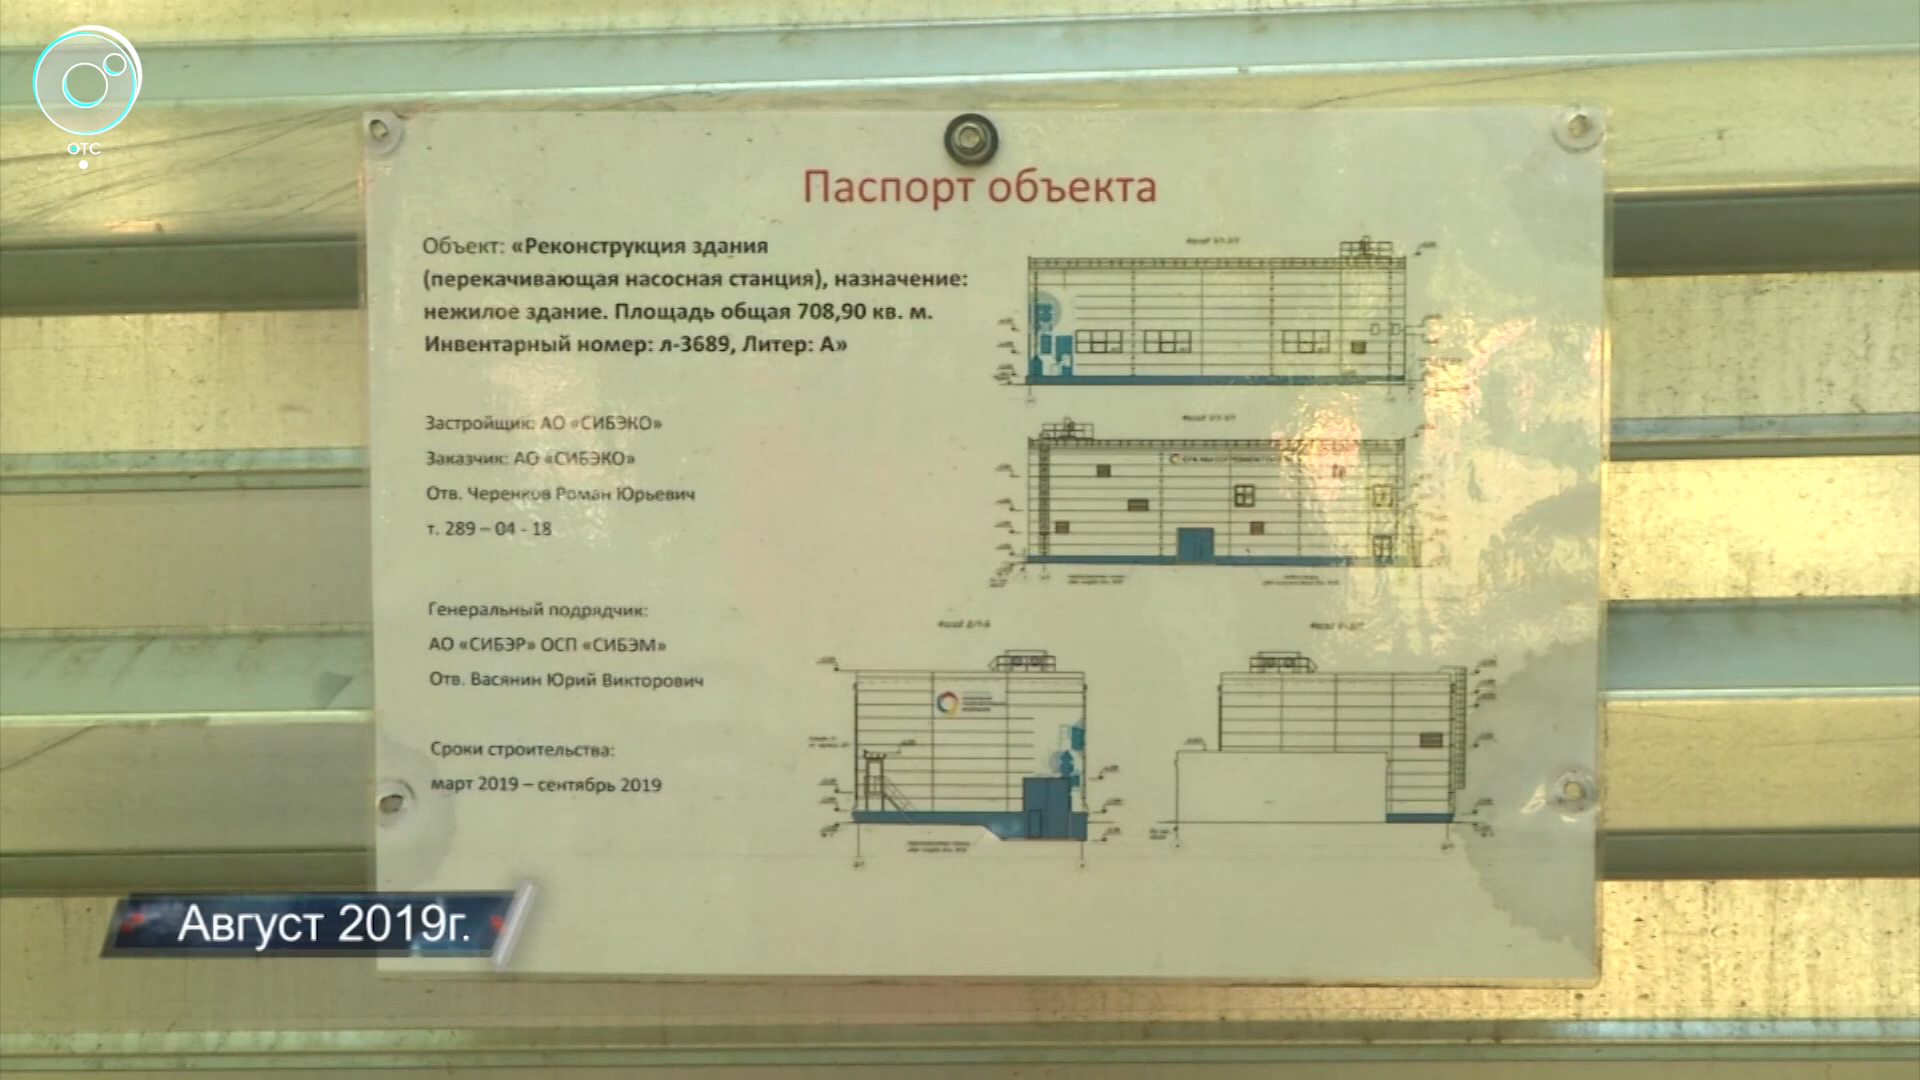 ОТС
Паспорт объекта
Объект: «Реконструкция здания
(перекачивающая насосная станция), назначение:
нежилое здание. Площадь общая 708,90 кв. м.
Инвентарный номер: л-3689, Литер: А»
Застройщик: АО «СИБЭКО»
Заказчик: АО «СИБЭКО»
Отв. Черенков Роман Юрьевич
т. 289 – 04 - 18
Генеральный подрядчик:
АО «СИБЭР» ОСП «СИБЭМ»
Отв. Васянин Юрий Викторович
Сроки строительства:
март 2019 – сентябрь 2019
Август 2019г.